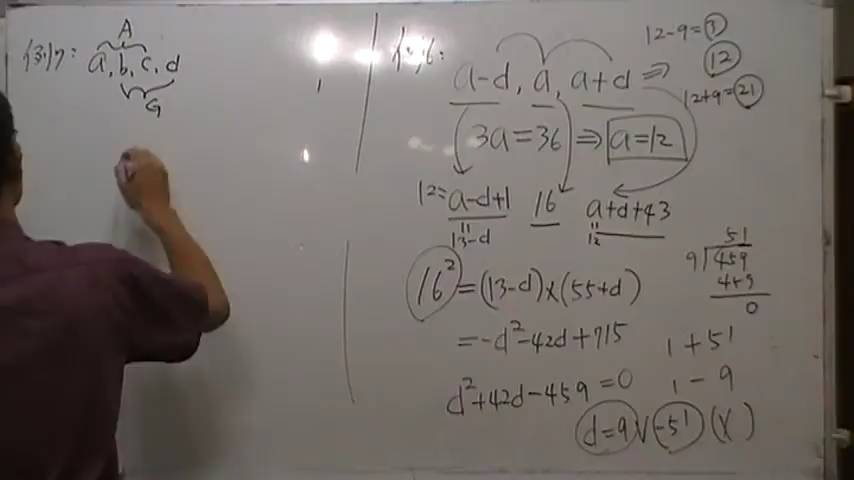 A
例7: a, b, c, d
G
例6:
a-d, a, a+d ⇒
12-9=③
⑫
12+9=㉑
3a=36 ⇒ a=12
12= a-d+1 16 a+d+43
13-d 12
16²=(13-d)×(55+d)
=-d²-42d+715
d²+42d-459=0
d=9 ∨ -51 (×)
51
9 459
459
0
1 + 51
1 - 9